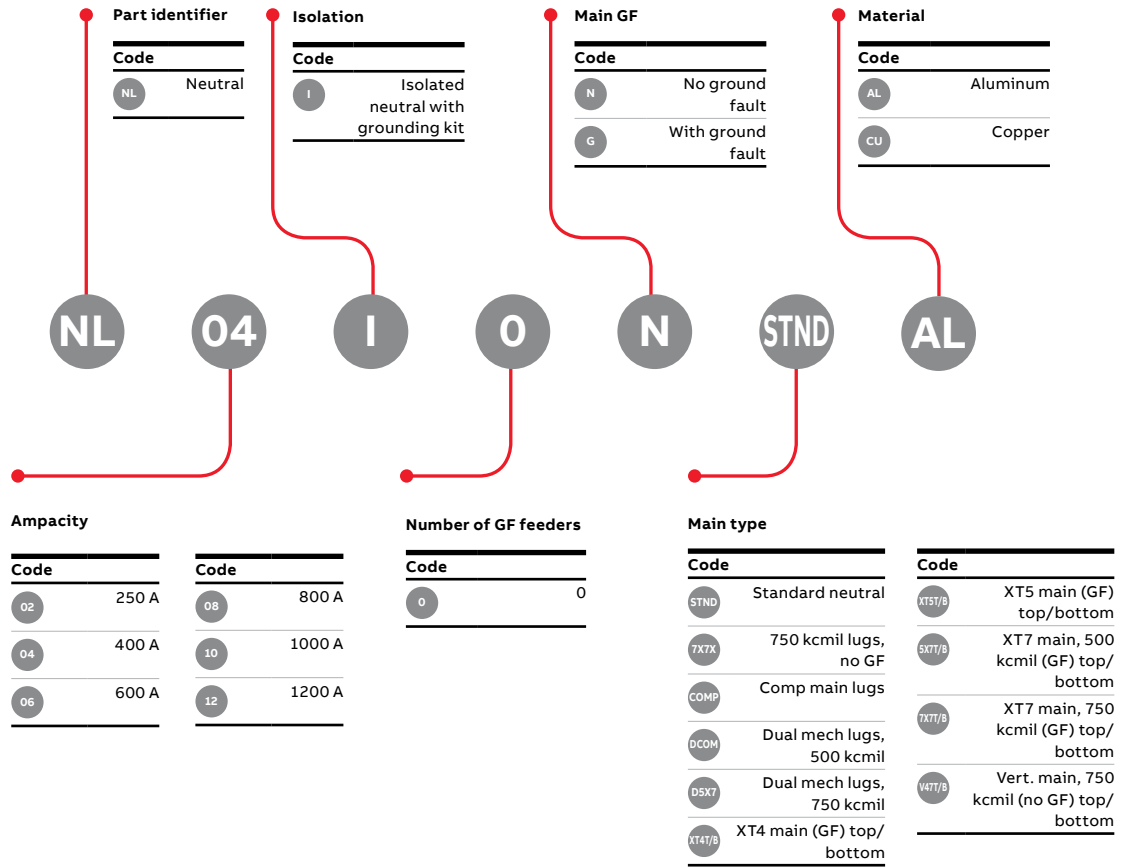 Part identifier
Code
NL Neutral
Isolation
Code
I Isolated
neutral with
grounding kit
Main GF
Code
N No ground
fault
G With ground
fault
Material
Code
AL Aluminum
CU Copper
NL 04 I 0 N STND AL
Ampacity
Code
02 250 A
04 400 A
06 600 A
Code
08 800 A
10 1000 A
12 1200 A
Number of GF feeders
Code
0 0
Main type
Code
STND Standard neutral
7X7X 750 kcmil lugs,
no GF
COMP Comp main lugs
DCOM Dual mech lugs,
500 kcmil
D5X7 Dual mech lugs,
750 kcmil
XT4T/B XT4 main (GF) top/
bottom
Code
XT5T/B XT5 main (GF)
top/bottom
5X7T/B XT7 main, 500
kcmil (GF) top/
bottom
7X7T/B XT7 main, 750
kcmil (GF) top/
bottom
V47T/B Vert. main, 750
kcmil (no GF) top/
bottom